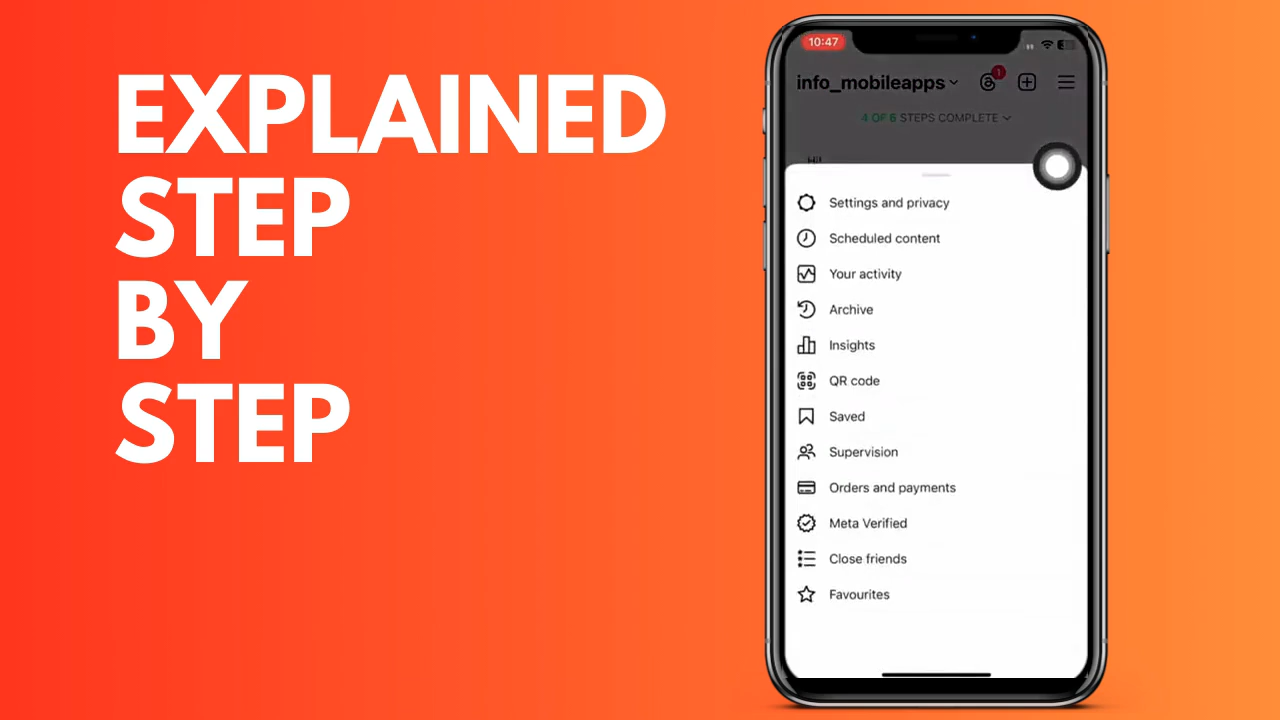 EXPLAINED
STEP
BY
STEP
10:47
info_mobileapps
1
4 OF 6 STEPS COMPLETE
Hi!
Settings and privacy
Scheduled content
Your activity
Archive
Insights
QR code
Saved
Supervision
Orders and payments
Meta Verified
Close friends
Favourites